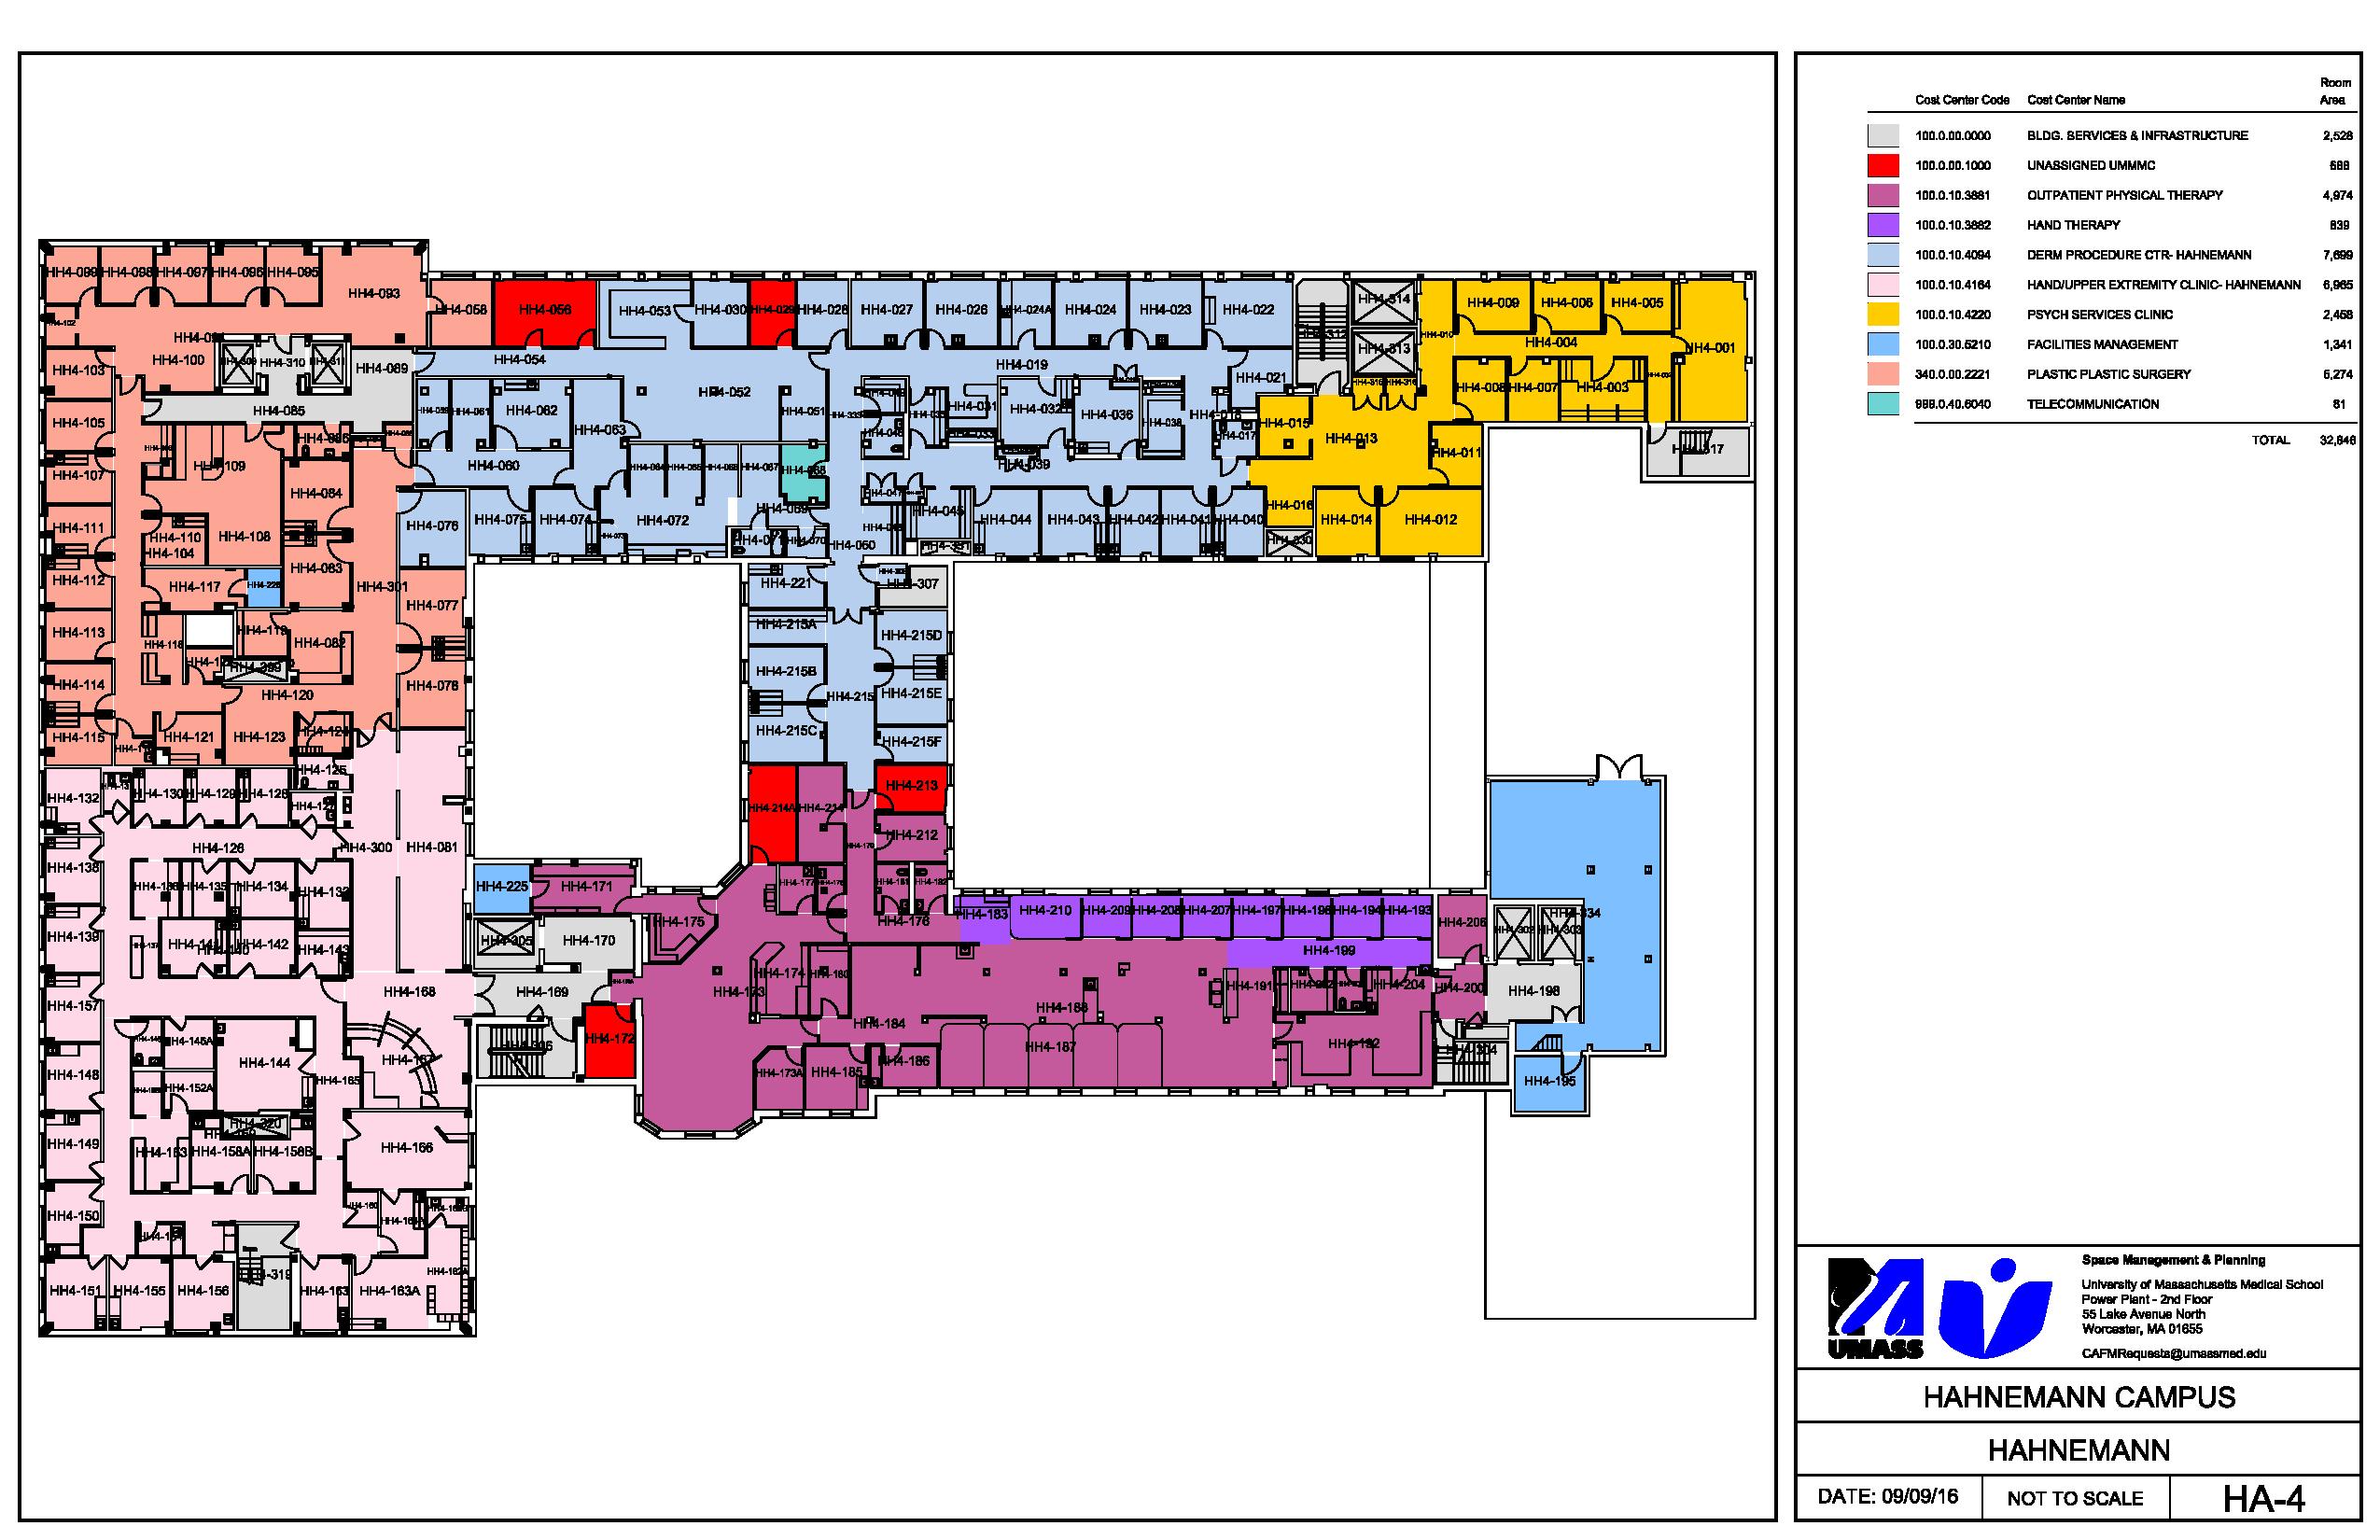 Room
Cost Center Code Cost Center Name Area
100.0.00.0000 BLDG. SERVICES & INFRASTRUCTURE 2,528
100.0.00.1000 UNASSIGNED UMMMC
100.0.10.3881 OUTPATIENT PHYSICAL THERAPY 4,974
100.0.10.3882 HAND THERAPY 839
100.0.10.4094 DERM PROCEDURE CTR- HAHNEMANN 7,699
100.0.10.4164 HAND/UPPER EXTREMITY CLINIC- HAHNEMANN 6,965
100.0.10.4220 PSYCH SERVICES CLINIC 2,458
100.0.30.5210 FACILITIES MANAGEMENT 1,341
340.0.00.2221 PLASTIC PLASTIC SURGERY 5,274
999.0.40.6040 TELECOMMUNICATION 81
TOTAL
HH4-099 HH4-098 HH4-097 HH4-096 HH4-095
HH4-093
HH4-058 HH4-056 HH4-053 HH4-030 HH4-029 HH4-028 HH4-027 HH4-026 HH4-024A HH4-024 HH4-023 HH4-022
HH4-314 HH4-009 HH4-006 HH4-005
HH4-102 HH4-312 HH4-010
HH4-100 HH4-310 HH4-311 HH4-089 HH4-054 HH4-019 HH4-313 HH4-004 HH4-001
HH4-103 HH4-021
HH4-085 HH4-061 HH4-062 HH4-052 HH4-051 HH4-031 HH4-032 HH4-036 HH4-008 HH4-007 HH4-003
HH4-105 HH4-063 HH4-038 HH4-017 HH4-015 HH4-013
HH4-109 HH4-086 HH4-060 HH4-067 HH4-068 HH4-039 HH4-011 HH4-317
HH4-107 HH4-084
HH4-111 HH4-110 HH4-108 HH4-076 HH4-075 HH4-074 HH4-072 HH4-069 HH4-045 HH4-044 HH4-043 HH4-042 HH4-041 HH4-040 HH4-016 HH4-014 HH4-012
HH4-104 HH4-071 HH4-070 HH4-050 HH4-331 HH4-330
HH4-112 HH4-117 HH4-083 HH4-301 HH4-221 HH4-307
HH4-077
HH4-113 HH4-118 HH4-119 HH4-082 HH4-215A HH4-215D
HH4-114 HH4-399 HH4-078 HH4-215B
HH4-120 HH4-215 HH4-215E
HH4-115 HH4-121 HH4-123 HH4-124 HH4-215C HH4-215F
HH4-125
HH4-132 HH4-130 HH4-129 HH4-128 HH4-127 HH4-214A HH4-214 HH4-213
HH4-126 HH4-300 HH4-081 HH4-212
HH4-138 HH4-136 HH4-135 HH4-134 HH4-133 HH4-225 HH4-171 HH4-177 HH4-181 HH4-182
HH4-175 HH4-176 HH4-183 HH4-210 HH4-209 HH4-208 HH4-207 HH4-197 HH4-196 HH4-194 HH4-193 HH4-206 HH4-334
HH4-139 HH4-141 HH4-140 HH4-142 HH4-143 HH4-305 HH4-170 HH4-199 HH4-302 HH4-303
HH4-157 HH4-168 HH4-169 HH4-173 HH4-174 HH4-191 HH4-204 HH4-200 HH4-198
HH4-172 HH4-184 HH4-188
HH4-148 HH4-144 HH4-165 HH4-167 HH4-306 HH4-186 HH4-187 HH4-192 HH4-304
HH4-152A HH4-173A HH4-185 HH4-195
HH4-149 HH4-153 HH4-158A HH4-158B HH4-320 HH4-166
HH4-150
HH4-151 HH4-155 HH4-156 HH4-163 HH4-163A
UMASS
Space Management & Planning
University of Massachusetts Medical School
Power Plant - 2nd Floor
55 Lake Avenue North
Worcester, MA 01655
CAFMRequests@umassmed.edu
HAHNEMANN CAMPUS
HAHNEMANN
DATE: 09/09/16 NOT TO SCALE HA-4